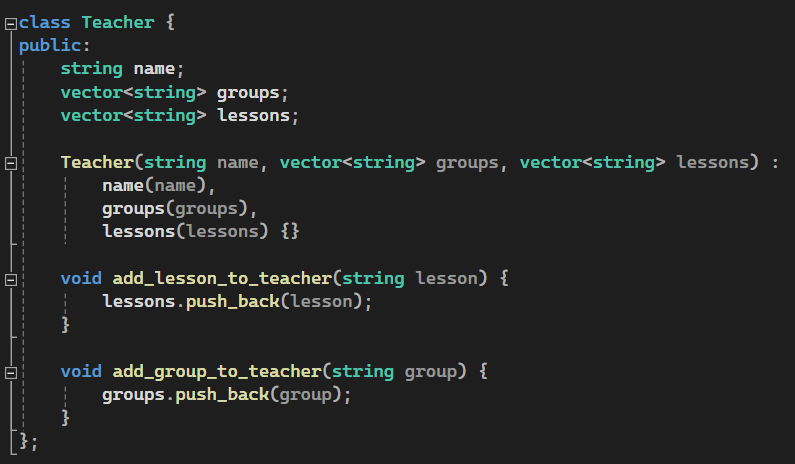 class Teacher {
public:
    string name;
    vector<string> groups;
    vector<string> lessons;

    Teacher(string name, vector<string> groups, vector<string> lessons) :
        name(name),
        groups(groups),
        lessons(lessons) {}

    void add_lesson_to_teacher(string lesson) {
        lessons.push_back(lesson);
    }

    void add_group_to_teacher(string group) {
        groups.push_back(group);
    }
};